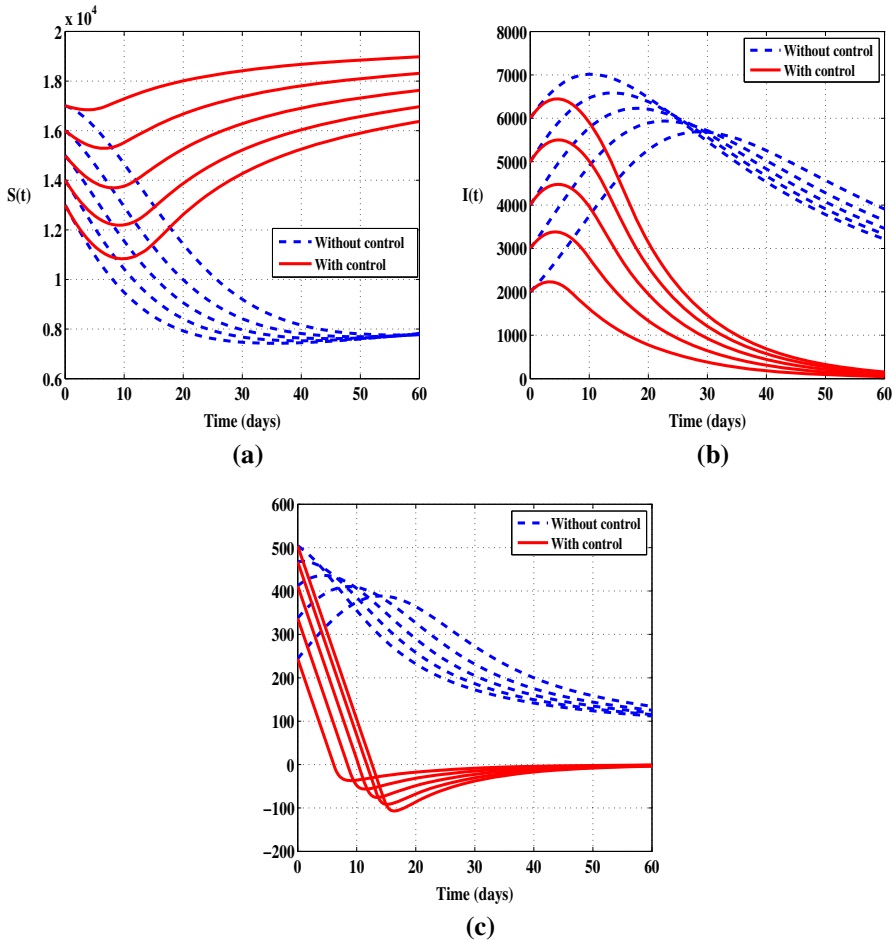 x 10^4
2
1.8
1.6
1.4
1.2
1
0.8
0.6
S(t)
0 10 20 30 40 50 60
Time (days)
Without control
With control
(a)
8000
7000
6000
5000
4000
3000
2000
1000
0
I(t)
0 10 20 30 40 50 60
Time (days)
Without control
With control
(b)
600
500
400
300
200
100
0
−100
−200
0 10 20 30 40 50 60
Time (days)
Without control
With control
(c)